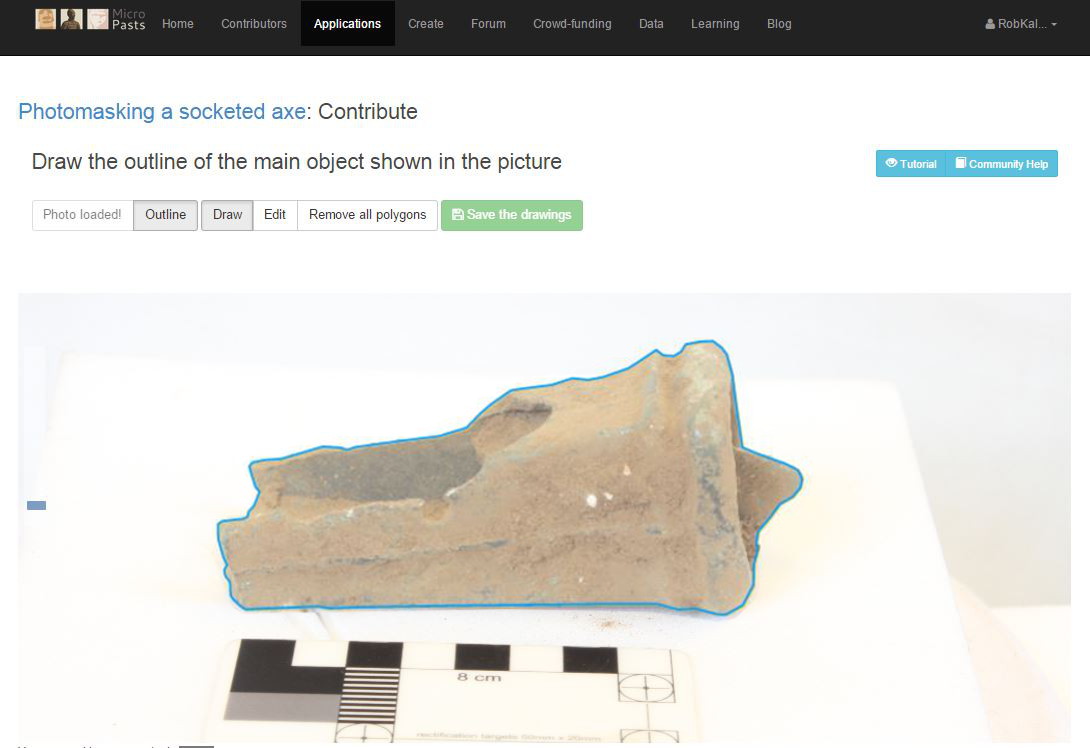 Micro
Pasts
Home Contributors Applications Create Forum Crowd-funding Data Learning Blog RobKal...
Photomasking a socketed axe: Contribute
Draw the outline of the main object shown in the picture
Tutorial Community Help
Photo loaded! Outline Draw Edit Remove all polygons Save the drawings
8 cm
rectification targets 50mm x 20mm